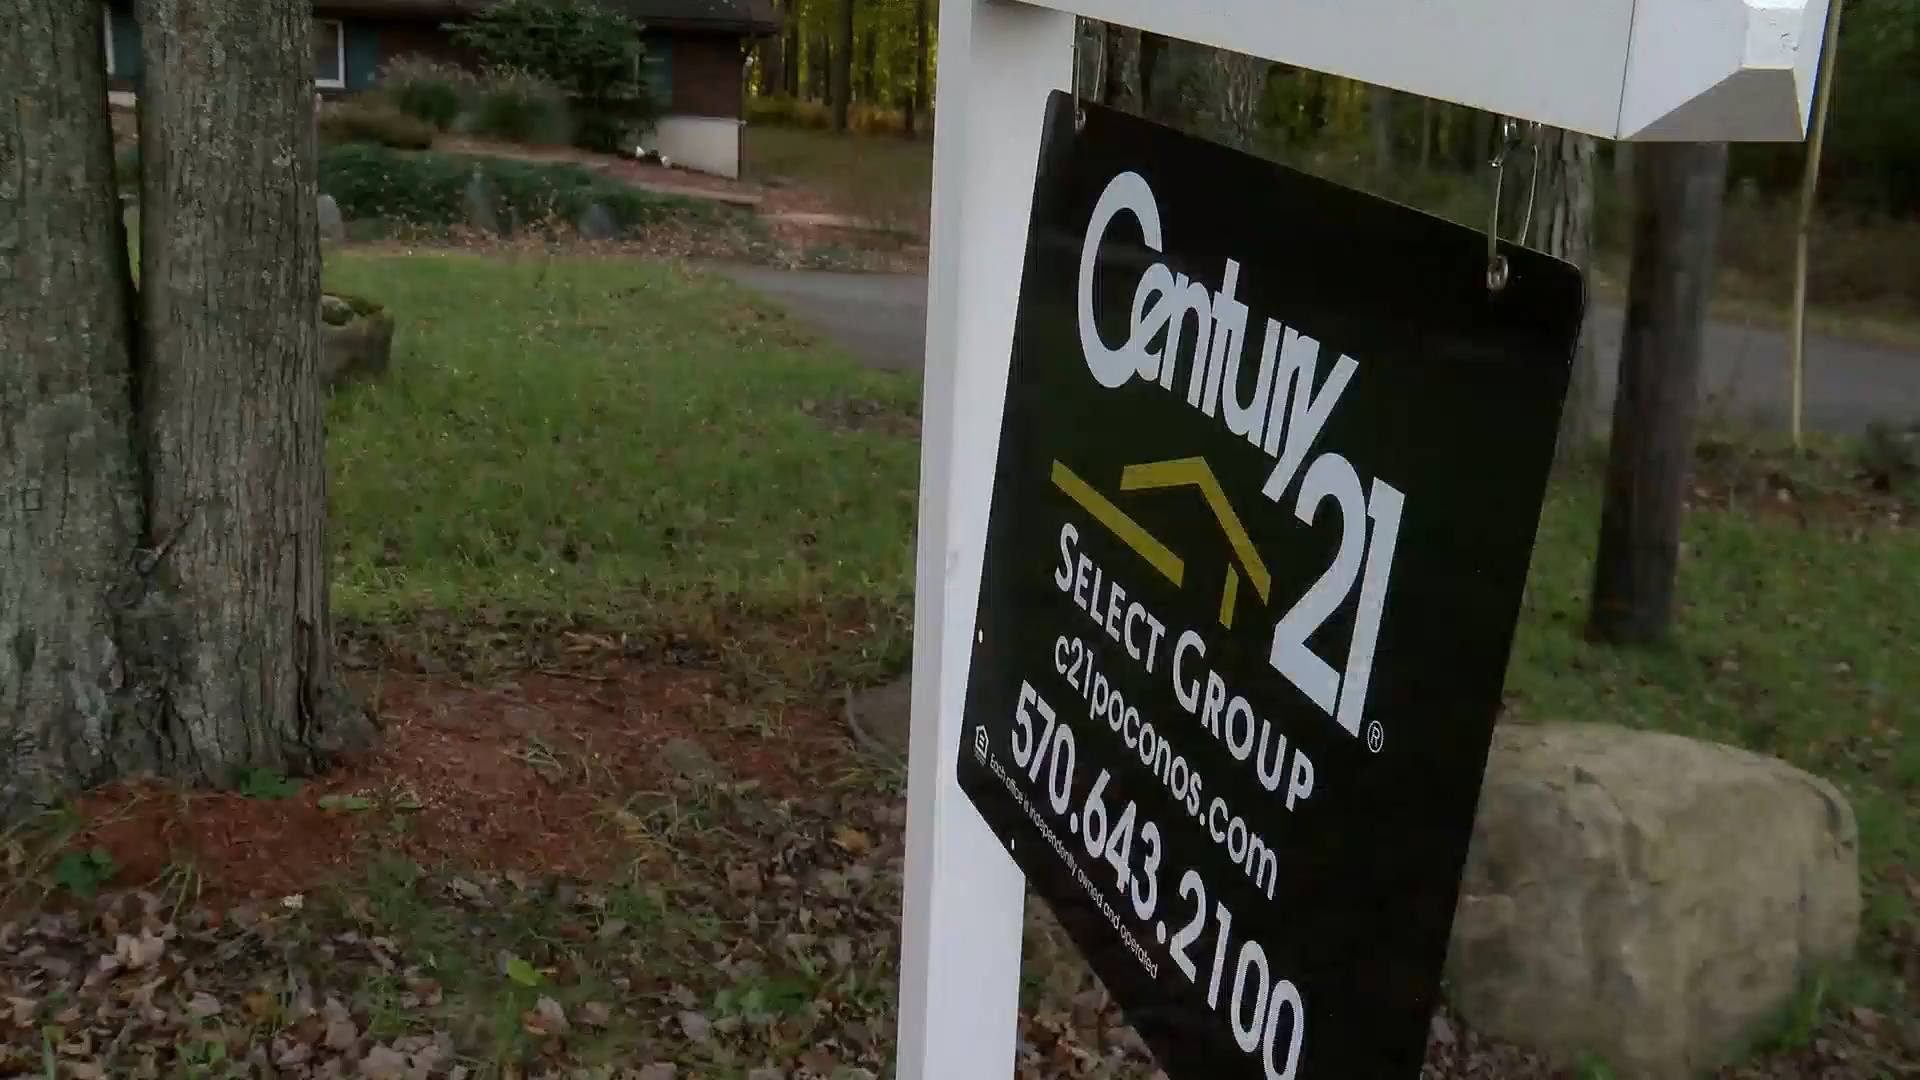 Century 21®
SELECT GROUP
c21poconos.com
570.643.2100
Each office is independently owned and operated